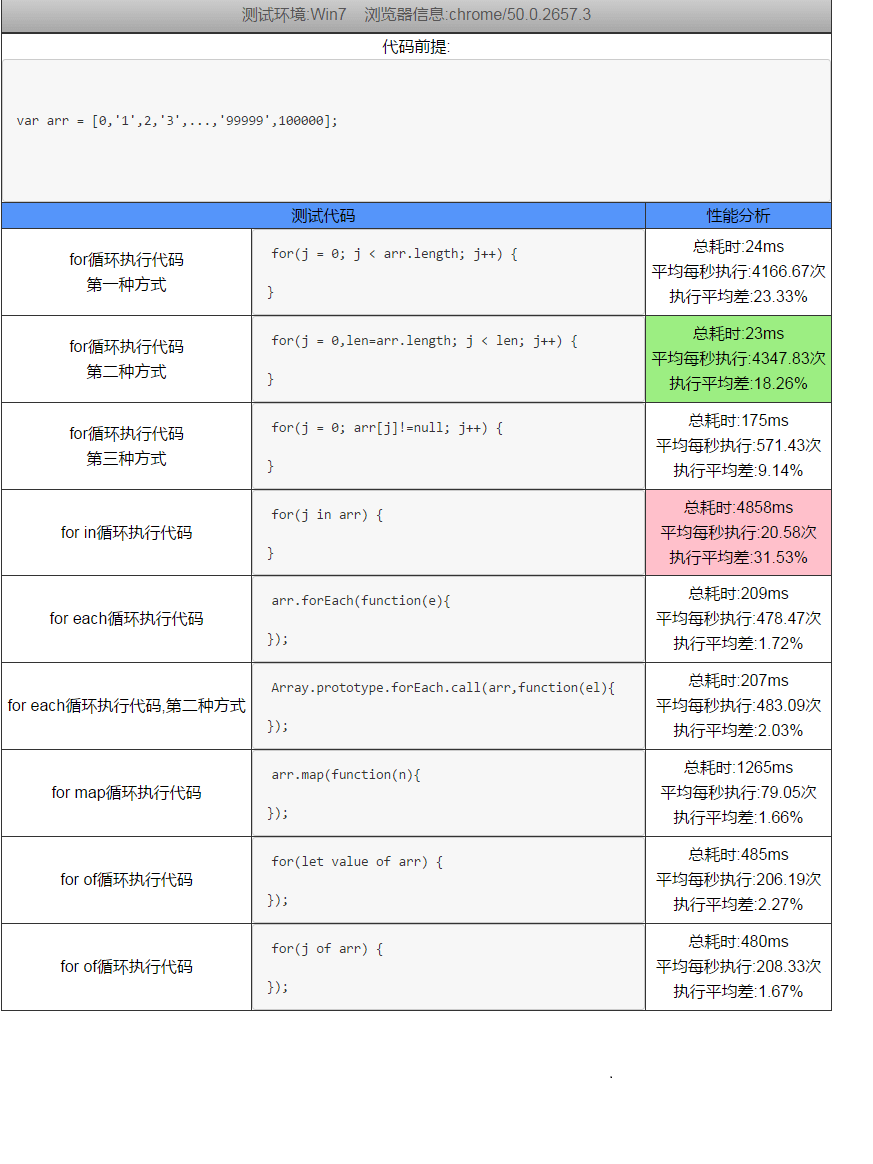 测试环境:Win7 浏览器信息:chrome/50.0.2657.3
代码前提:
var arr = [0,'1',2,'3',...,'99999',100000];
测试代码 性能分析
for循环执行代码
第一种方式
for(j = 0; j < arr.length; j++) {
}
总耗时:24ms
平均每秒执行:4166.67次
执行平均差:23.33%
for循环执行代码
第二种方式
for(j = 0,len=arr.length; j < len; j++) {
}
总耗时:23ms
平均每秒执行:4347.83次
执行平均差:18.26%
for循环执行代码
第三种方式
for(j = 0; arr[j]!=null; j++) {
}
总耗时:175ms
平均每秒执行:571.43次
执行平均差:9.14%
for in循环执行代码
for(j in arr) {
}
总耗时:4858ms
平均每秒执行:20.58次
执行平均差:31.53%
for each循环执行代码
arr.forEach(function(e){
});
总耗时:209ms
平均每秒执行:478.47次
执行平均差:1.72%
for each循环执行代码,第二种方式
Array.prototype.forEach.call(arr,function(el){
});
总耗时:207ms
平均每秒执行:483.09次
执行平均差:2.03%
for map循环执行代码
arr.map(function(n){
});
总耗时:1265ms
平均每秒执行:79.05次
执行平均差:1.66%
for of循环执行代码
for(let value of arr) {
});
总耗时:485ms
平均每秒执行:206.19次
执行平均差:2.27%
for of循环执行代码
for(j of arr) {
});
总耗时:480ms
平均每秒执行:208.33次
执行平均差:1.67%
.